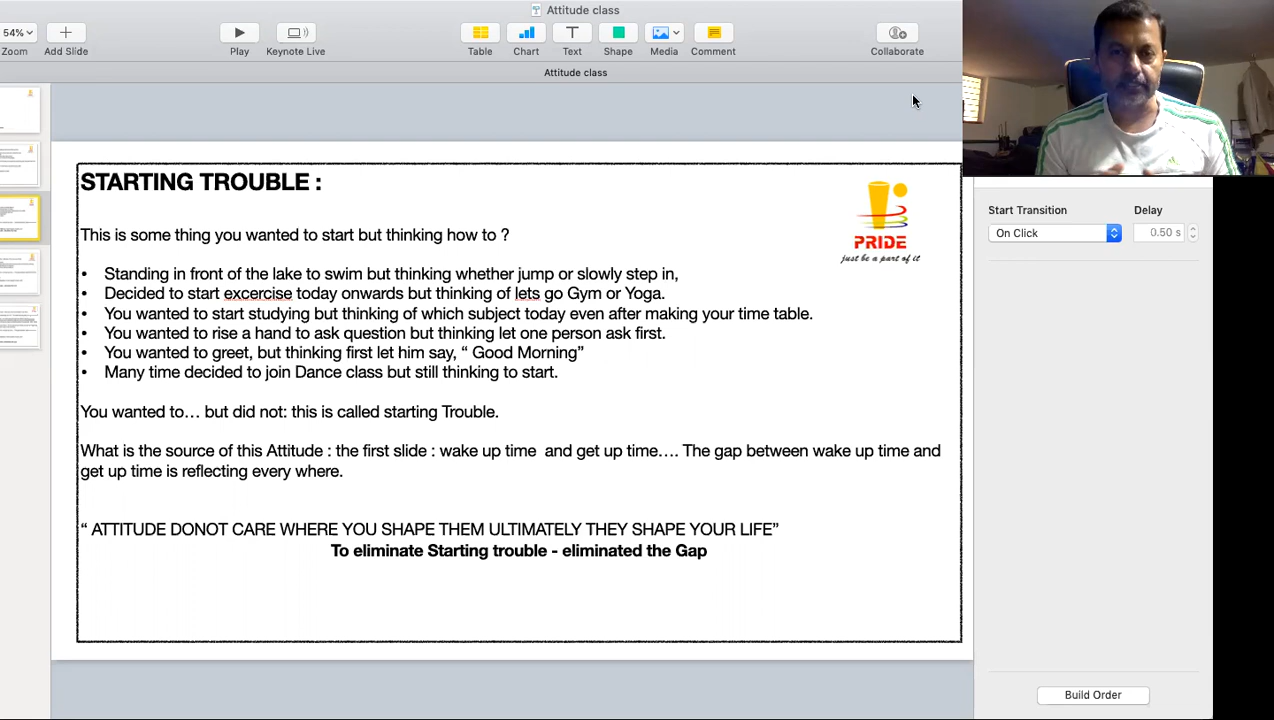 Attitude class
54%
Zoom
Add Slide
Play
Keynote Live
Table
Chart
Text
Shape
Media
Comment
Collaborate
Attitude class
STARTING TROUBLE :
PRIDE
just be a part of it
This is some thing you wanted to start but thinking how to ?
• Standing in front of the lake to swim but thinking whether jump or slowly step in,
• Decided to start excercise today onwards but thinking of lets go Gym or Yoga.
• You wanted to start studying but thinking of which subject today even after making your time table.
• You wanted to rise a hand to ask question but thinking let one person ask first.
• You wanted to greet, but thinking first let him say, “ Good Morning”
• Many time decided to join Dance class but still thinking to start.
You wanted to… but did not: this is called starting Trouble.
What is the source of this Attitude : the first slide : wake up time and get up time…. The gap between wake up time and
get up time is reflecting every where.
“ ATTITUDE DONOT CARE WHERE YOU SHAPE THEM ULTIMATELY THEY SHAPE YOUR LIFE”
To eliminate Starting trouble - eliminated the Gap
Start Transition
Delay
On Click
0.50 s
Build Order